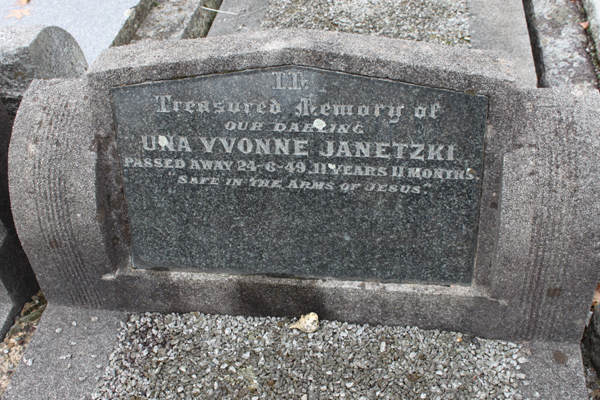 In
Treasured Memory of
OUR DARLING
UNA YVONNE JANETZKI
PASSED AWAY 24-6-49, 11 YEARS 11 MONTHS.
"SAFE IN THE ARMS OF JESUS."